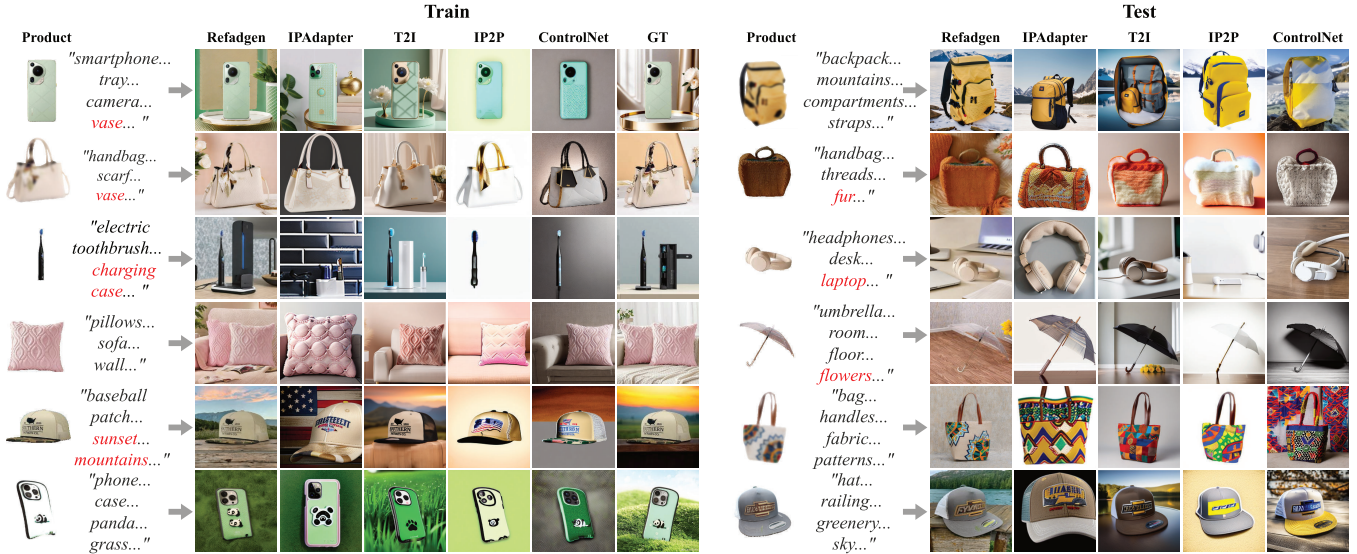 Train
Product
Refadgen
IPAdapter
T2I
IP2P
ControlNet
GT
"smartphone...
tray...
camera...
vase... "
"handbag...
scarf...
vase..."
"electric
toothbrush...
charging
case... "
"pillows...
sofa...
wall..."
"baseball
patch...
sunset...
mountains..."
"phone...
case...
panda
grass..."
Test
Product
Refadgen
IPAdapter
T2I
IP2P
ControlNet
"backpack...
mountains...
compartments...
straps..."
"handbag...
threads...
fur..."
"headphones...
desk...
laptop... "
"umbrella...
room...
floor...
flowers..."
"bag...
handles...
fabric...
patterns..."
"hat...
railing...
greenery...
sky..."